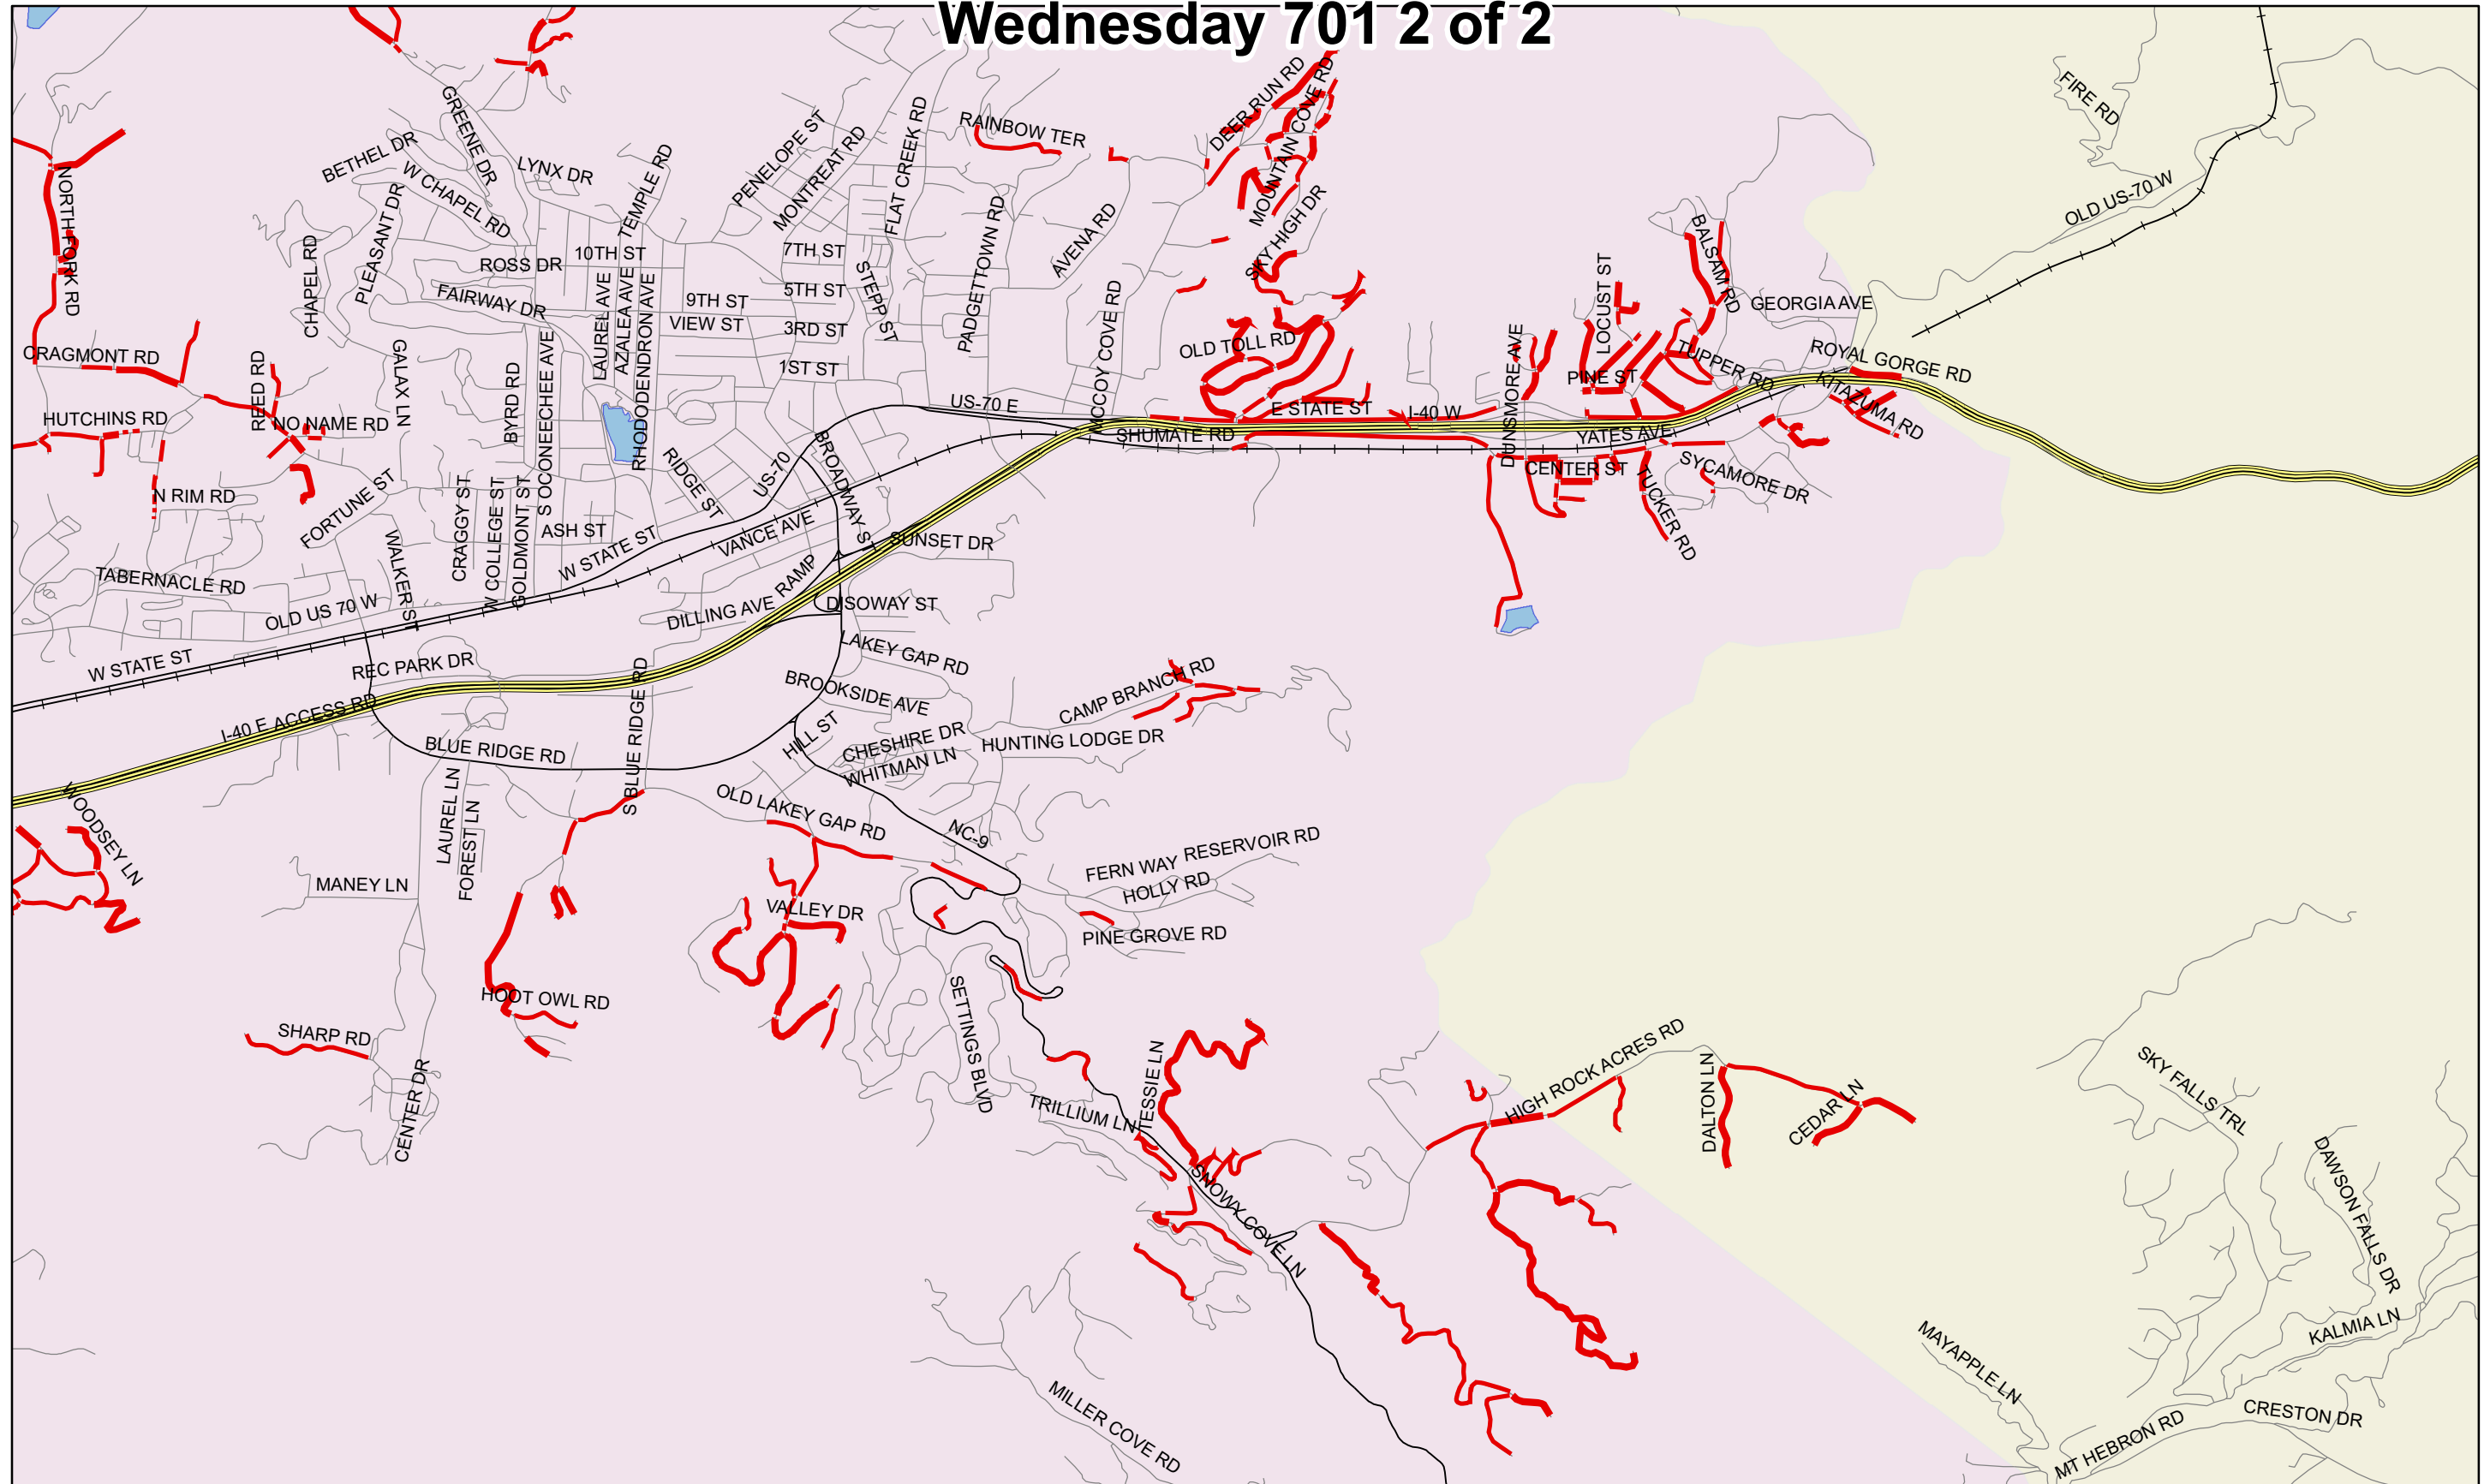 Wednesday 701 2 of 2
FIRE RD
DEER RUN RD
MOUNTAIN COVE RD
GREENE DR
RAINBOW TER
PENELOPE ST
MONTREAT RD
FLAT CREEK RD
BETHEL DR
LYNX DR
TEMPLE RD
W CHAPEL RD
NORTH FORK RD
PLEASANT DR
OLD US-70 W
SKY HIGH DR
AVENA RD
PADGETTOWN RD
BALSAM RD
CHAPEL RD
ROSS DR
10TH ST
7TH ST
STEPP ST
LOCUST ST
FAIRWAY DR
LAUREL AVE
AZALEA AVE
RHODODENDRON AVE
9TH ST
5TH ST
GEORGIA AVE
VIEW ST
3RD ST
MCCOY COVE RD
OLD TOLL RD
DUNSMORE AVE
TUPPER RD
ROYAL GORGE RD
CRAGMONT RD
REED RD
GALAX LN
BYRD RD
S OCONEECHEE AVE
1ST ST
PINE ST
KITAZUMA RD
HUTCHINS RD
NO NAME RD
US-70 E
E STATE ST
I-40 W
SHUMATE RD
YATES AVE
CENTER ST
SYCAMORE DR
N RIM RD
FORTUNE ST
CRAGGY ST
W COLLEGE ST
GOLDMONT ST
ASH ST
RIDGE ST
US-70
BROADWAY ST
TUCKER RD
WALKER ST
W STATE ST
VANCE AVE
SUNSET DR
TABERNACLE RD
OLD US 70 W
DILLING AVE
RAMP
DISOWAY ST
W STATE ST
REC PARK DR
LAKEY GAP RD
S BLUE RIDGE RD
BROOKSIDE AVE
CAMP BRANCH RD
I-40 E ACCESS RD
BLUE RIDGE RD
HILL ST
CHESHIRE DR
HUNTING LODGE DR
WHITMAN LN
WOODSEY LN
LAUREL LN
FOREST LN
OLD LAKEY GAP RD
NC-9
FERN WAY
RESERVOIR RD
MANEY LN
HOLLY RD
VALLEY DR
PINE GROVE RD
HOOT OWL RD
SETTINGS BLVD
SHARP RD
CENTER DR
TESSIE LN
TRILLIUM LN
HIGH ROCK ACRES RD
DALTON LN
CEDAR LN
SKY FALLS TRL
SNOWY COVE LN
DAWSON FALLS DR
KALMIA LN
MAYAPPLE LN
MILLER COVE RD
CRESTON DR
MT HEBRON RD